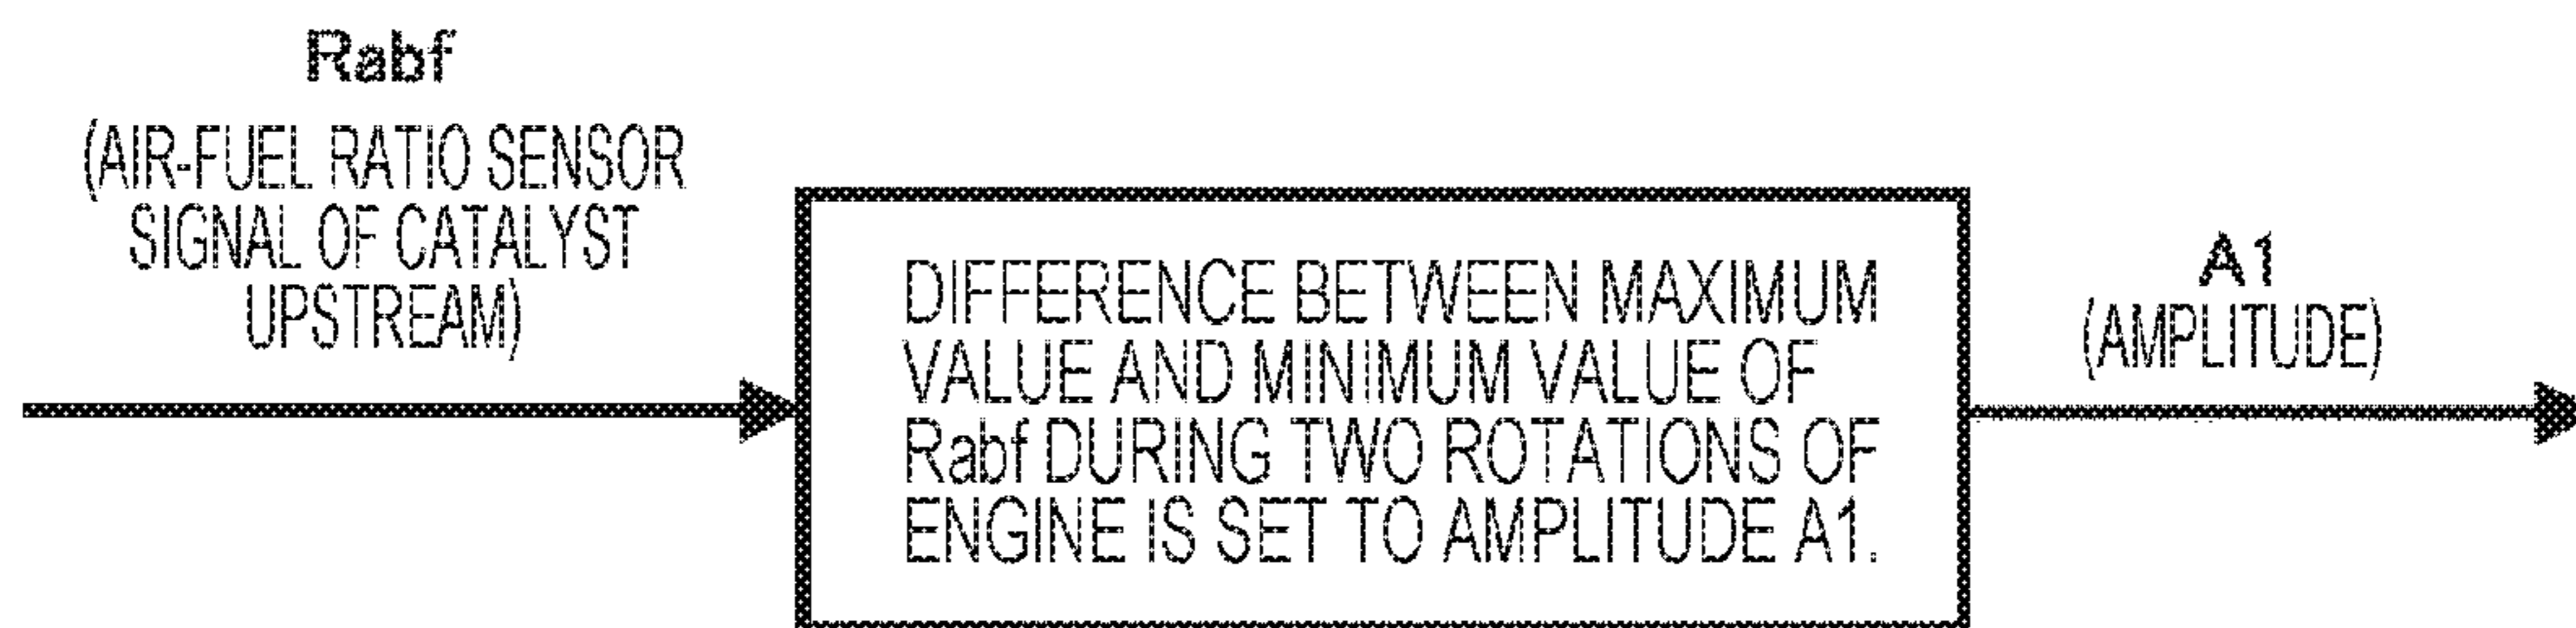 Rabf
(AIR-FUEL RATIO SENSOR
SIGNAL OF CATALYST
UPSTREAM)
DIFFERENCE BETWEEN MAXIMUM
VALUE AND MINIMUM VALUE OF
Rabf DURING TWO ROTATIONS OF
ENGINE IS SET TO AMPLITUDE A1.
A1
(AMPLITUDE)